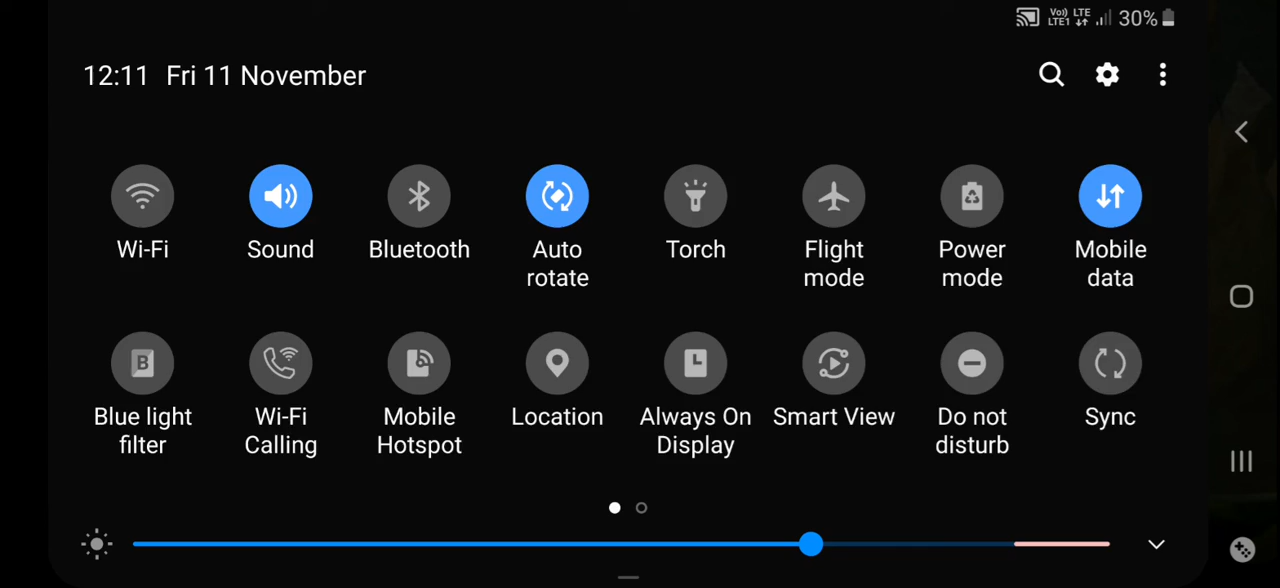 Vo)) LTE
LTE1 30%
12:11 Fri 11 November
Wi-Fi Sound Bluetooth Auto rotate Torch Flight mode Power mode Mobile data
Blue light filter Wi-Fi Calling Mobile Hotspot Location Always On Display Smart View Do not disturb Sync